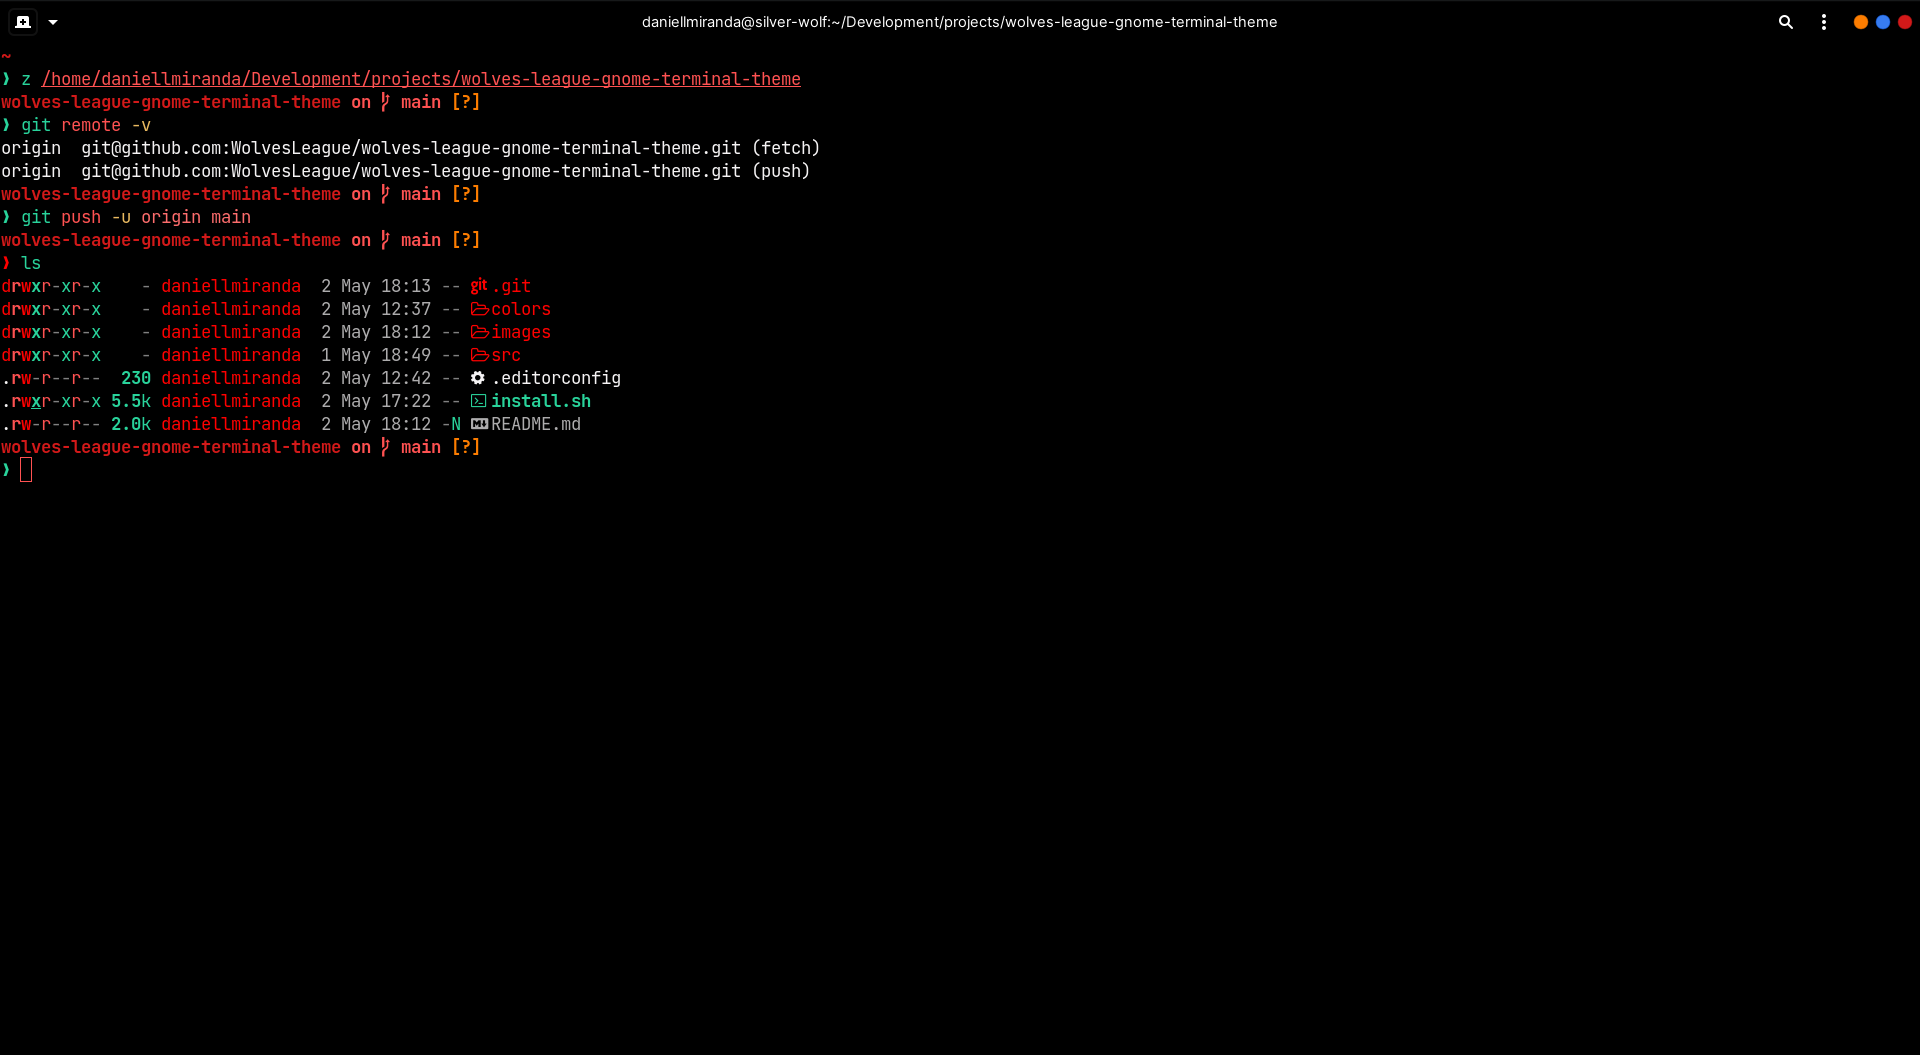 daniellmiranda@silver-wolf:~/Development/projects/wolves-league-gnome-terminal-theme
~
❯ z /home/daniellmiranda/Development/projects/wolves-league-gnome-terminal-theme
wolves-league-gnome-terminal-theme on main [?]
❯ git remote -v
origin  git@github.com:WolvesLeague/wolves-league-gnome-terminal-theme.git (fetch)
origin  git@github.com:WolvesLeague/wolves-league-gnome-terminal-theme.git (push)
wolves-league-gnome-terminal-theme on main [?]
❯ git push -u origin main
wolves-league-gnome-terminal-theme on main [?]
❯ ls
drwxr-xr-x    - daniellmiranda  2 May 18:13 -- git .git
drwxr-xr-x    - daniellmiranda  2 May 12:37 -- colors
drwxr-xr-x    - daniellmiranda  2 May 18:12 -- images
drwxr-xr-x    - daniellmiranda  1 May 18:49 -- src
.rw-r--r--  230 daniellmiranda  2 May 12:42 -- .editorconfig
.rwxr-xr-x 5.5k daniellmiranda  2 May 17:22 -- install.sh
.rw-r--r-- 2.0k daniellmiranda  2 May 18:12 -N README.md
wolves-league-gnome-terminal-theme on main [?]
❯